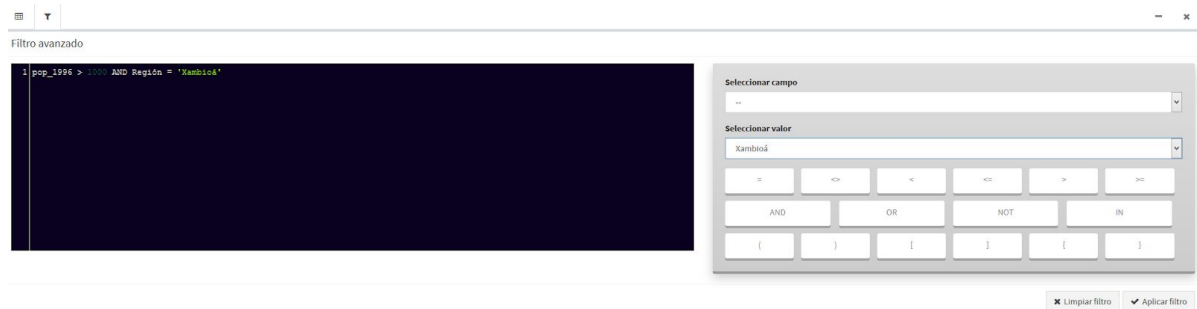 Filtro avanzado
1 pop_1996 > 1000 AND Región = 'Xambioá'
Seleccionar campo
--
Seleccionar valor
Xambioá
= <> < <= > >=
AND OR NOT IN
( ) [ ] { }
Limpiar filtro Aplicar filtro